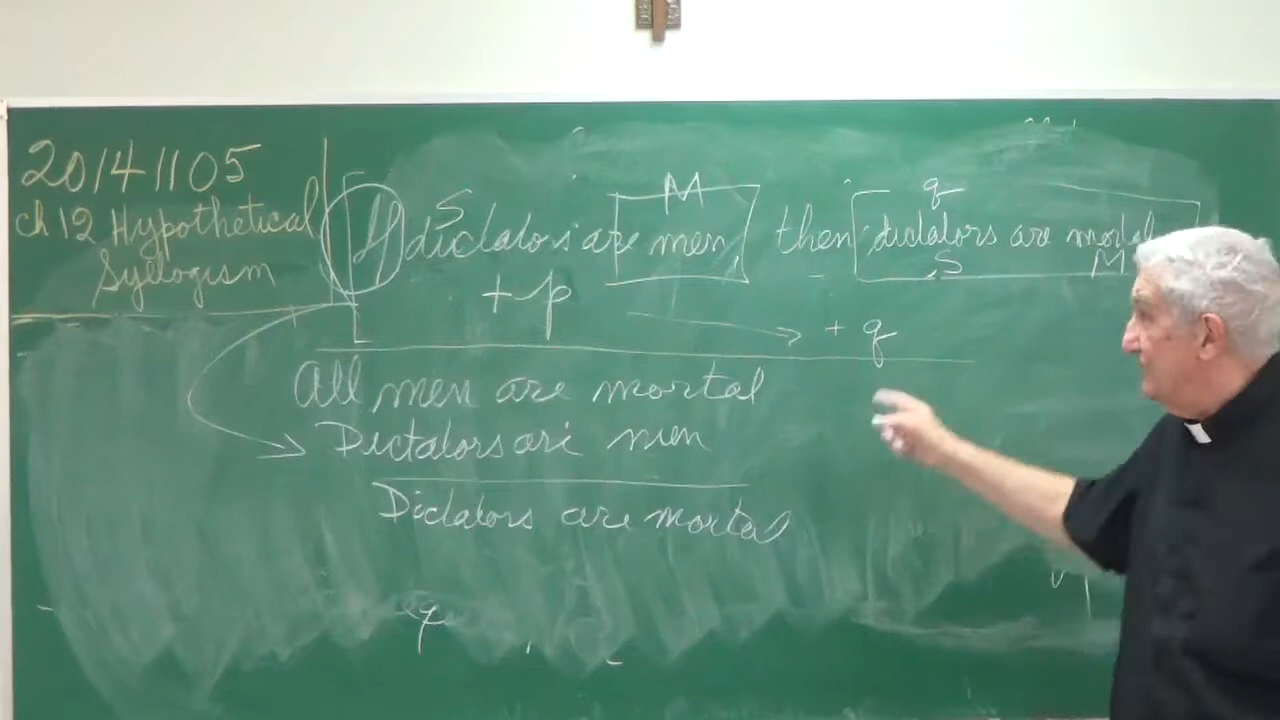 20141105
ch 12 Hypothetical
Syllogism
M
q
S
If dictators are men, then dictators are mortal
S M
+ p
+ q
All men are mortal
Dictators are men
Dictators are mortal
q